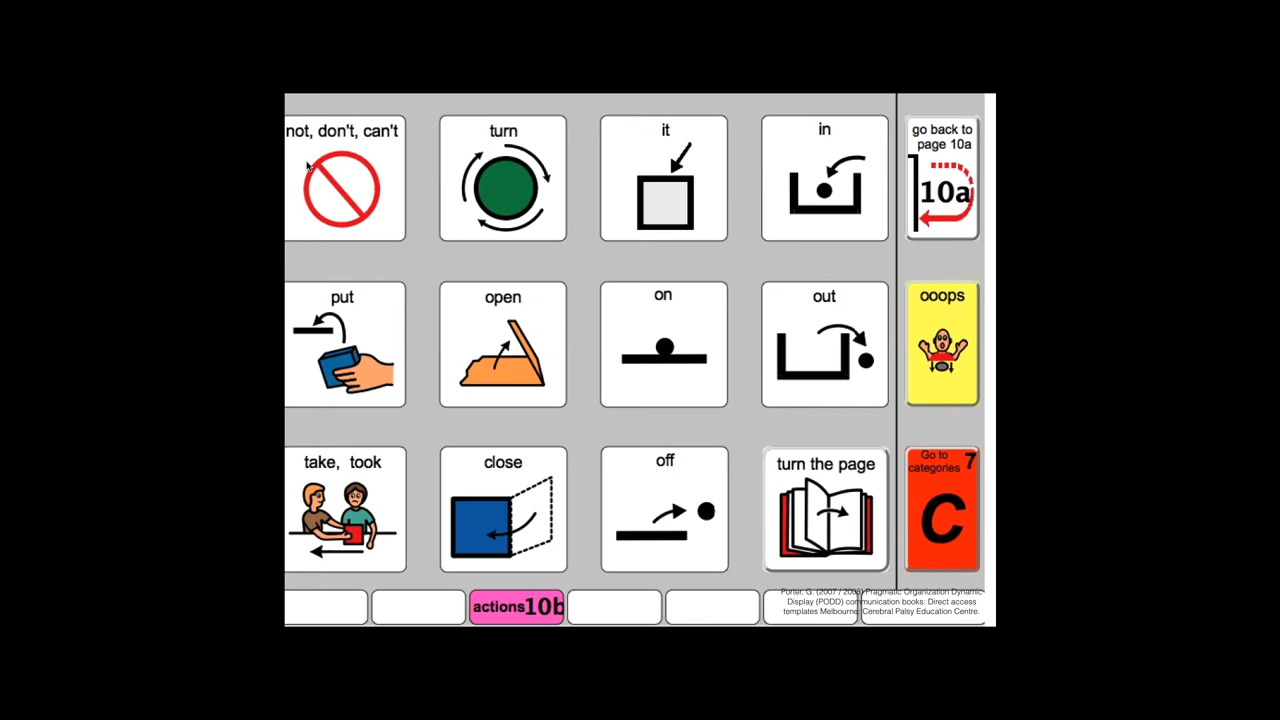 not, don't, can't
turn
it
in
go back to
page 10a
10a
put
open
on
out
ooops
take, took
close
off
turn the page
Go to
categories 7
C
actions10b
Porter, G. (2007 / 2008) Pragmatic Organization Dynamic
Display (PODD) communication books: Direct access
templates Melbourne: Cerebral Palsy Education Centre.